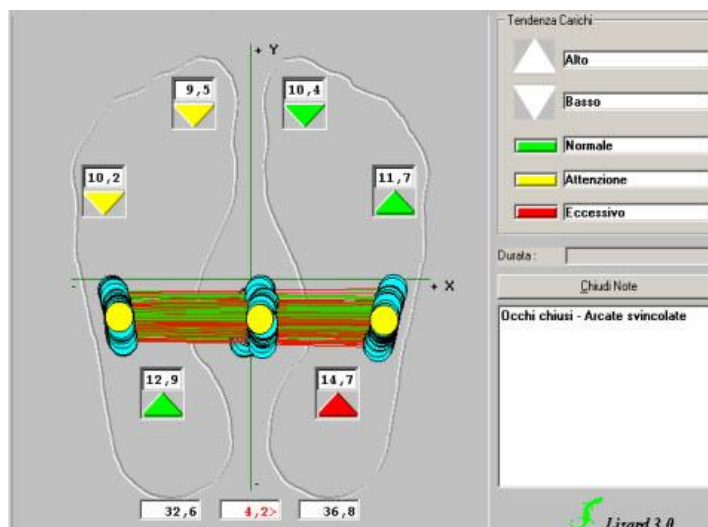 + Y
9,5
10,4
10,2
11,7
-
+ X
12,9
14,7
-
32,6
4,2>
36,8
Tendenza Carichi
Alto
Basso
Normale
Attenzione
Eccessivo
Durata :
Chiudi Note
Occhi chiusi - Arcate svincolate
Lizard 3.0